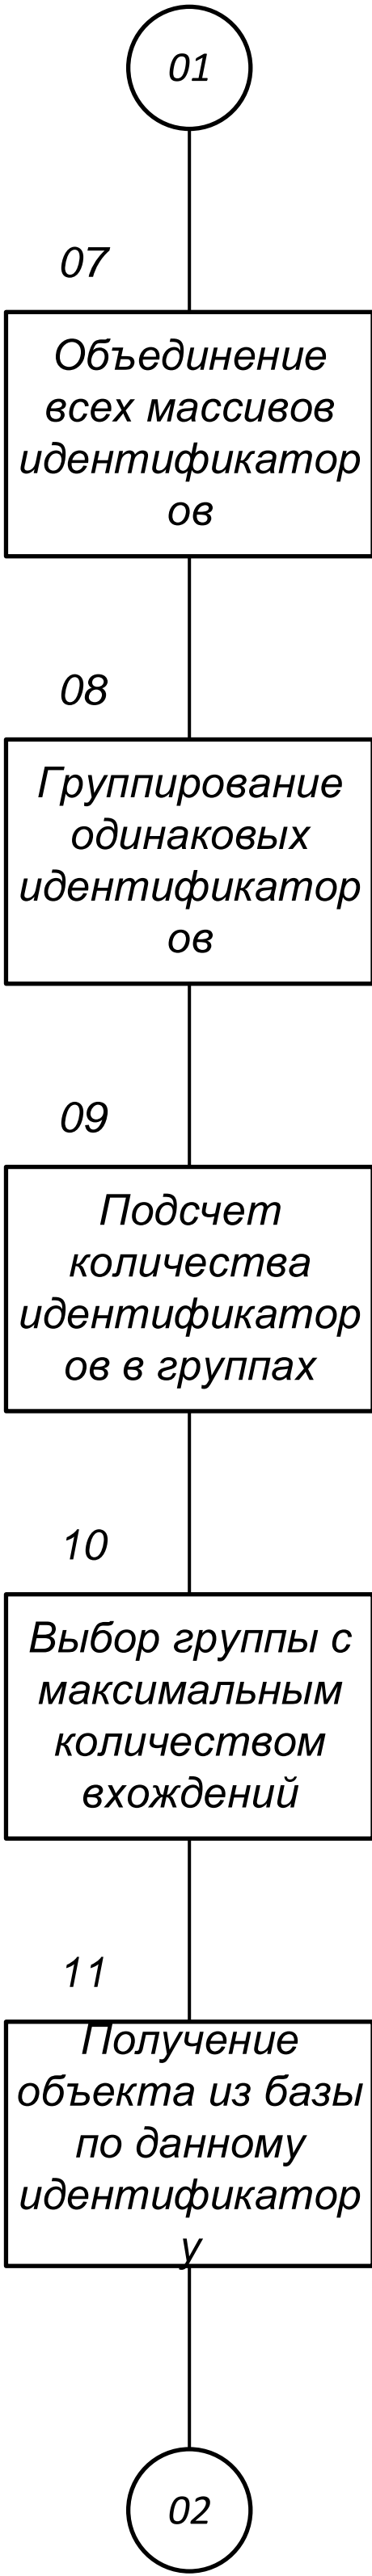 01
07
Объединение
всех массивов
идентификатор
ов
08
Группирование
одинаковых
идентификатор
ов
09
Подсчет
количества
идентификатор
ов в группах
10
Выбор группы с
максимальным
количеством
вхождений
11
Получение
объекта из базы
по данному
идентификатор
у
02